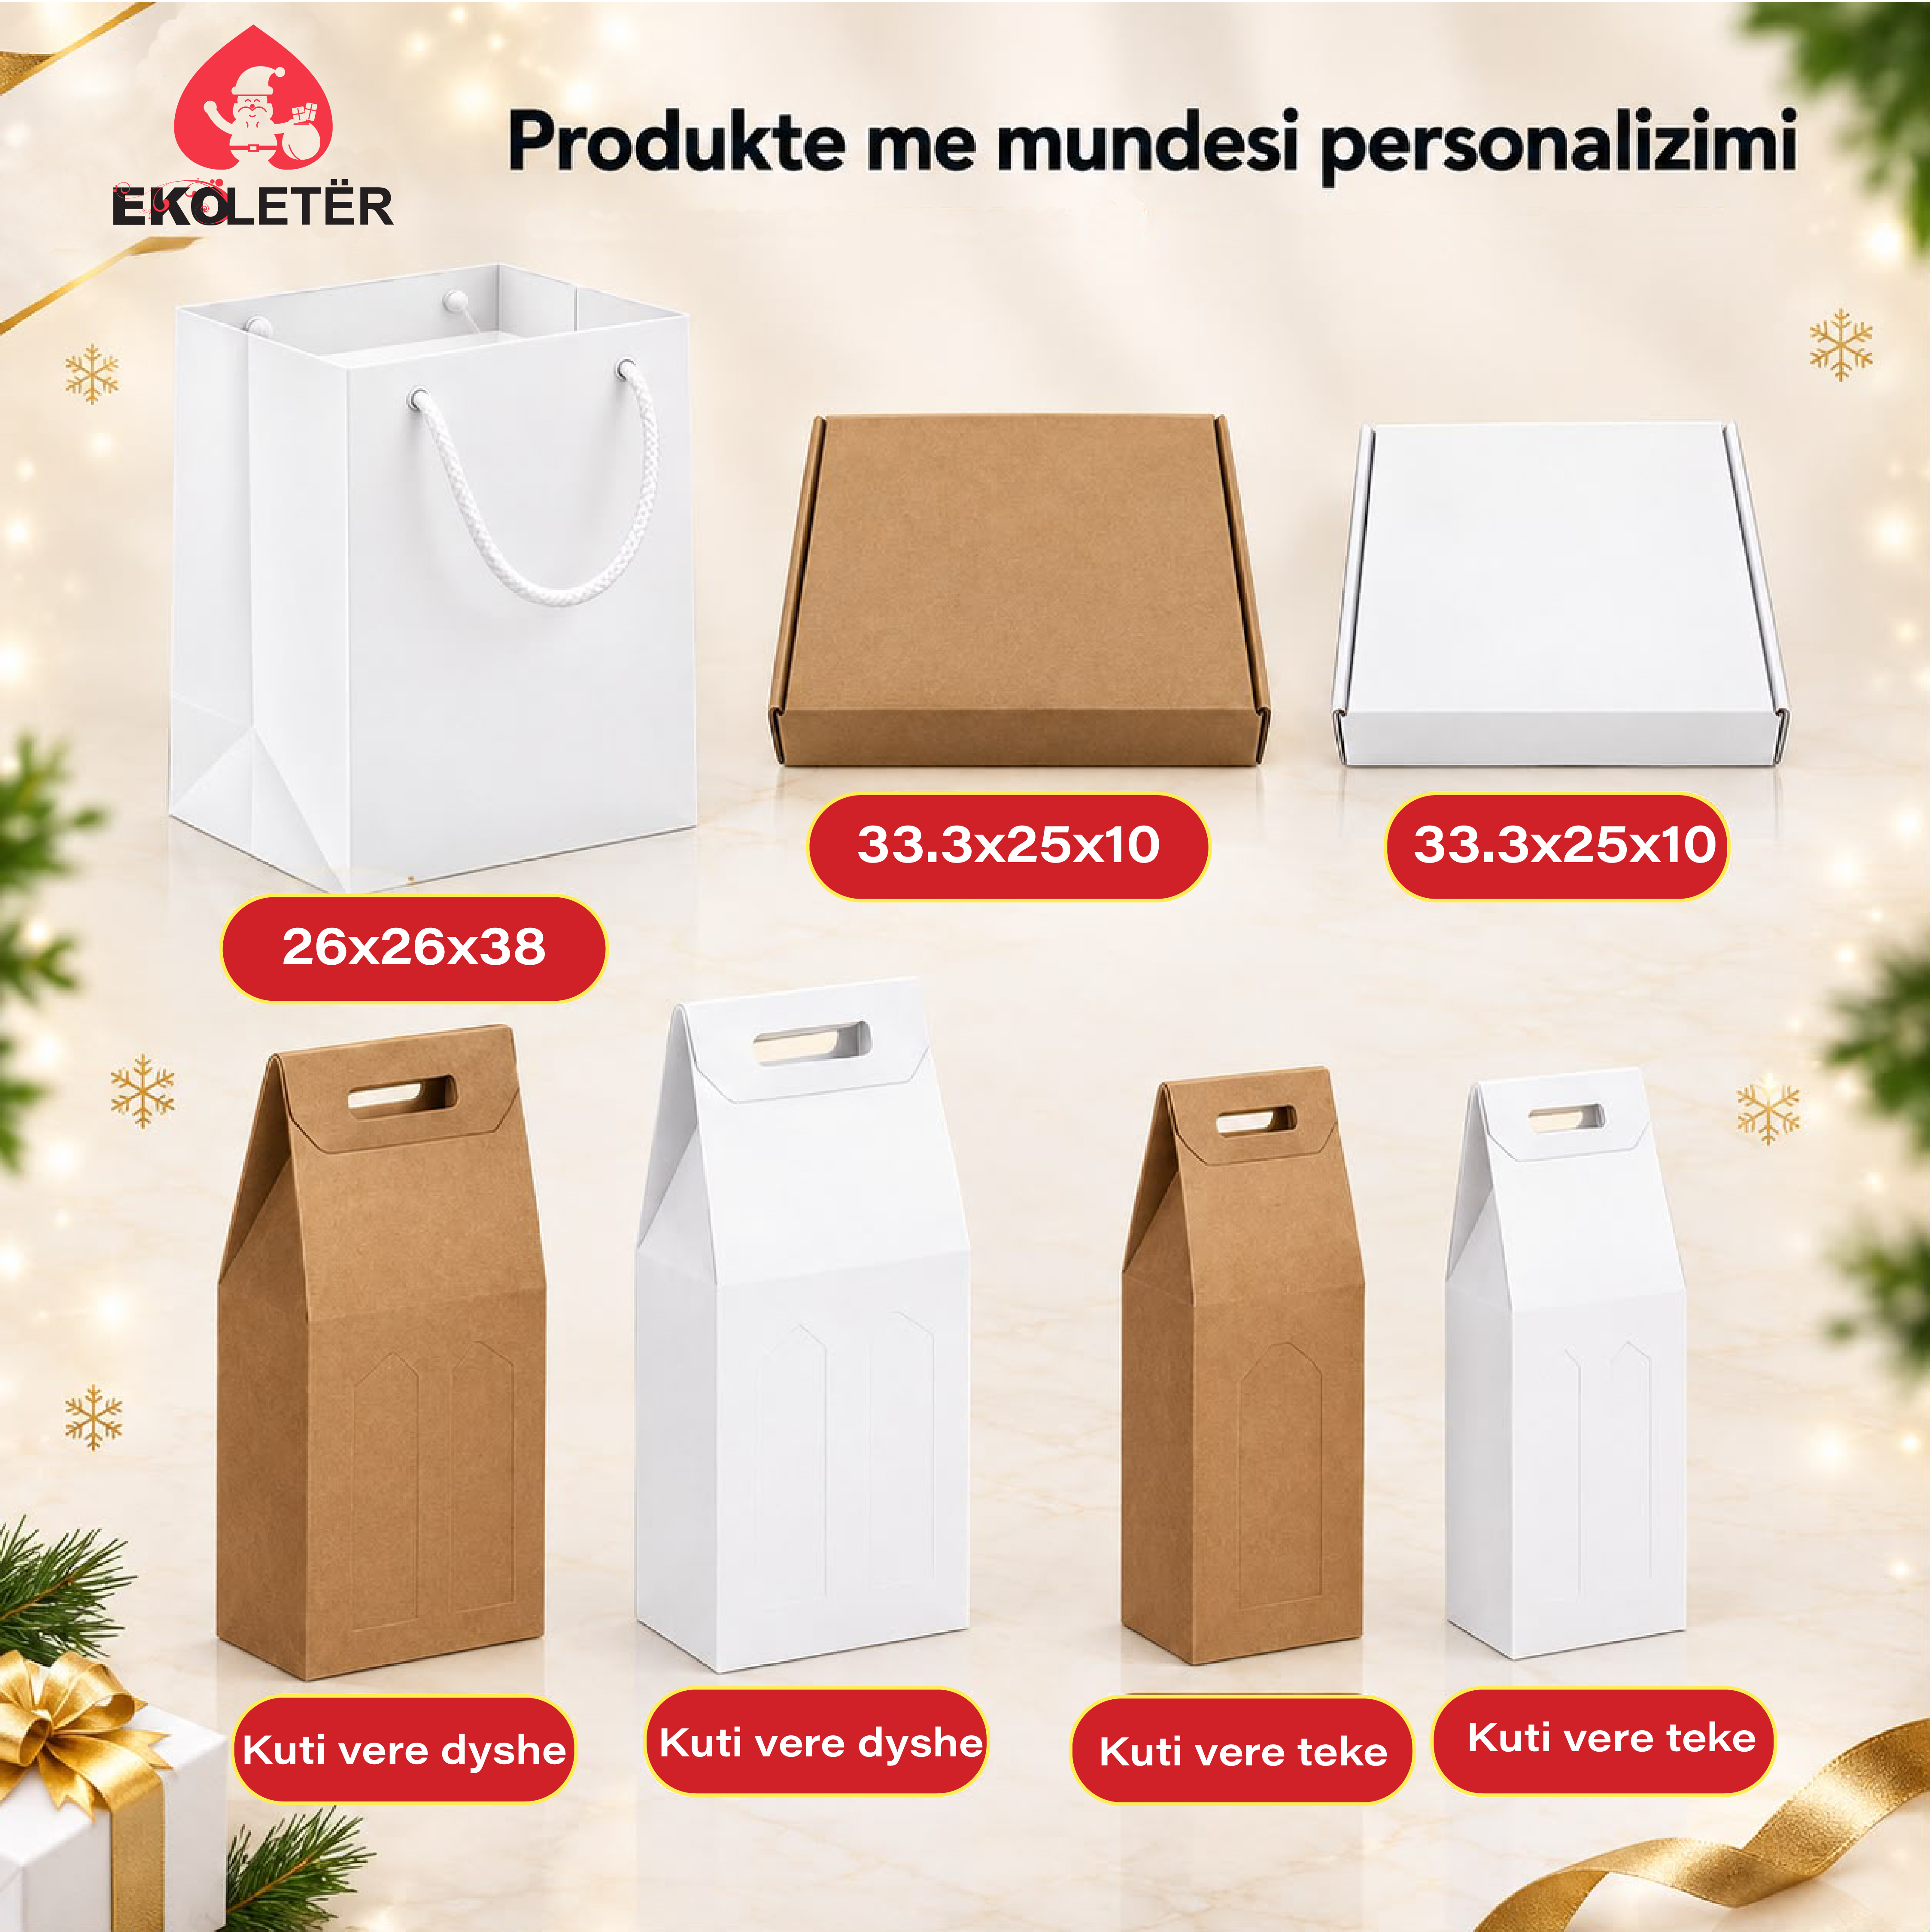 EKOLETËR
Produkte me mundesi personalizimi
33.3x25x10
33.3x25x10
26x26x38
Kuti vere dyshe
Kuti vere dyshe
Kuti vere teke
Kuti vere teke